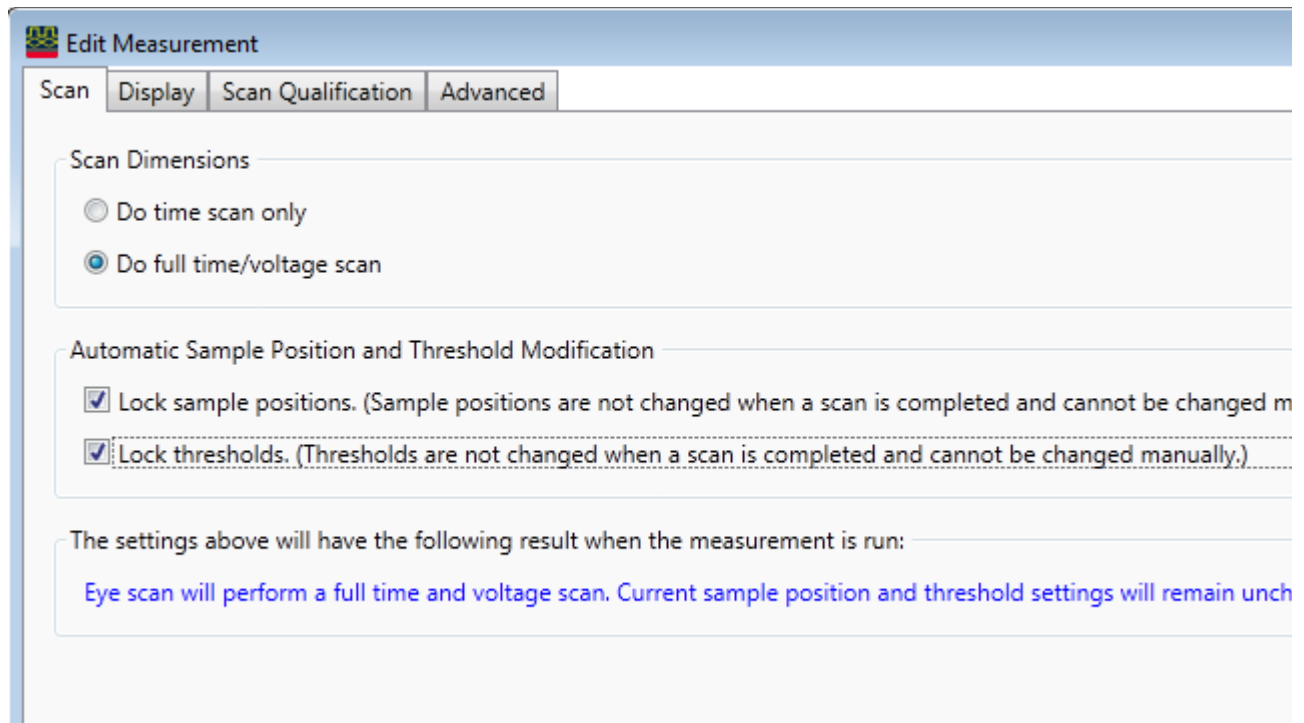 Edit Measurement
Scan Display Scan Qualification Advanced
Scan Dimensions
Do time scan only
Do full time/voltage scan
Automatic Sample Position and Threshold Modification
Lock sample positions. (Sample positions are not changed when a scan is completed and cannot be changed m
Lock thresholds. (Thresholds are not changed when a scan is completed and cannot be changed manually.)
The settings above will have the following result when the measurement is run:
Eye scan will perform a full time and voltage scan. Current sample position and threshold settings will remain unch